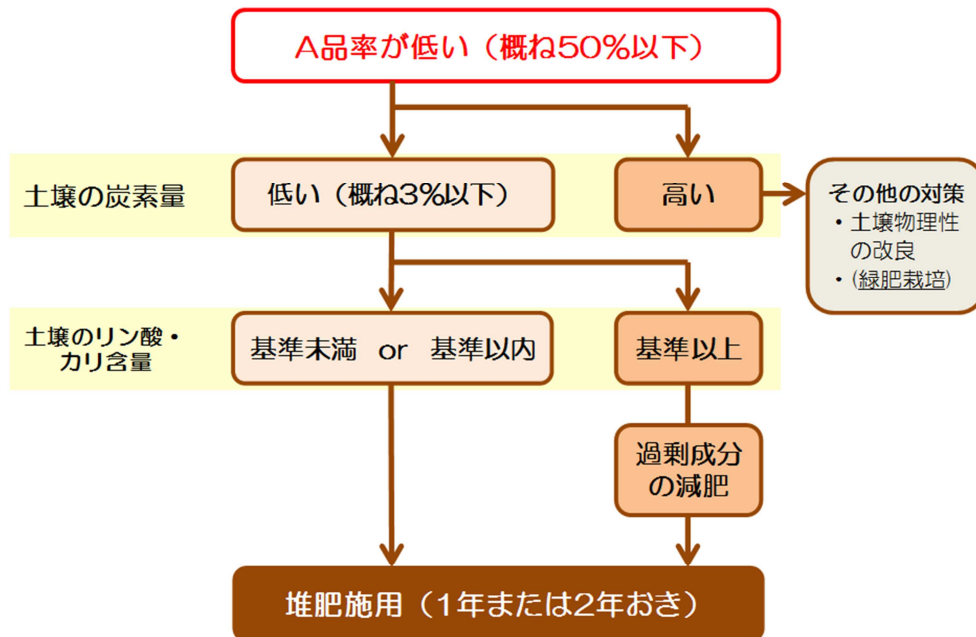 A品率が低い（概ね50%以下）
土壌の炭素量
低い（概ね3%以下）
高い
その他の対策
・土壌物理性
の改良
・(緑肥栽培)
土壌のリン酸・
カリ含量
基準未満 or 基準以内
基準以上
過剰成分
の減肥
堆肥施用（1年または2年おき）